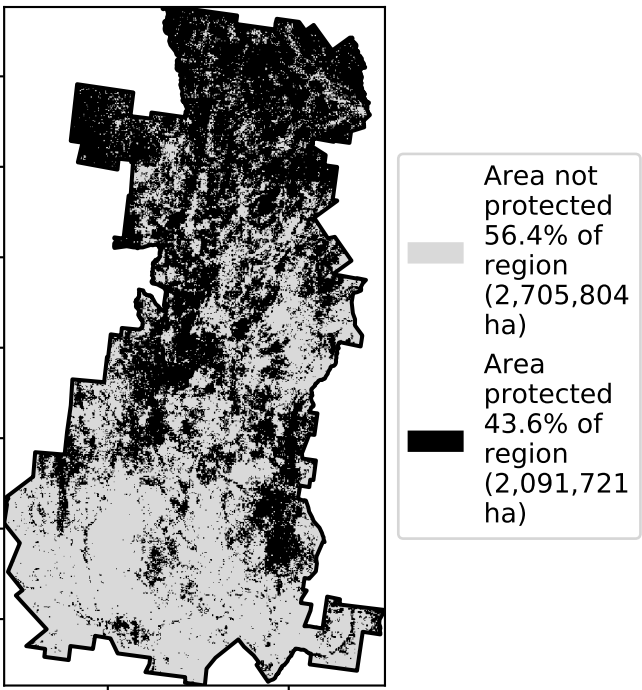 Area not
protected
56.4% of
region
(2,705,804
ha)
Area
protected
43.6% of
region
(2,091,721
ha)